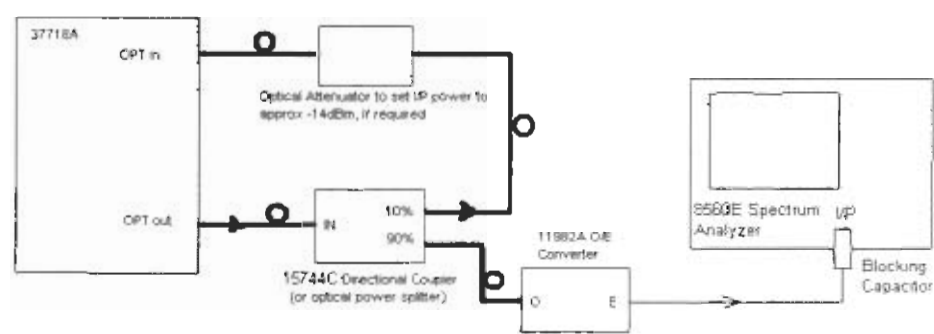 37718A
OPT in
Optical Attenuator to set I/P power to
approx -14dBm, if required
OPT out
IN
10%
90%
15744C Directional Coupler
(or optical power splitter)
11982A O/E
Converter
O
E
8560E Spectrum
Analyzer
I/P
Blocking
Capacitor